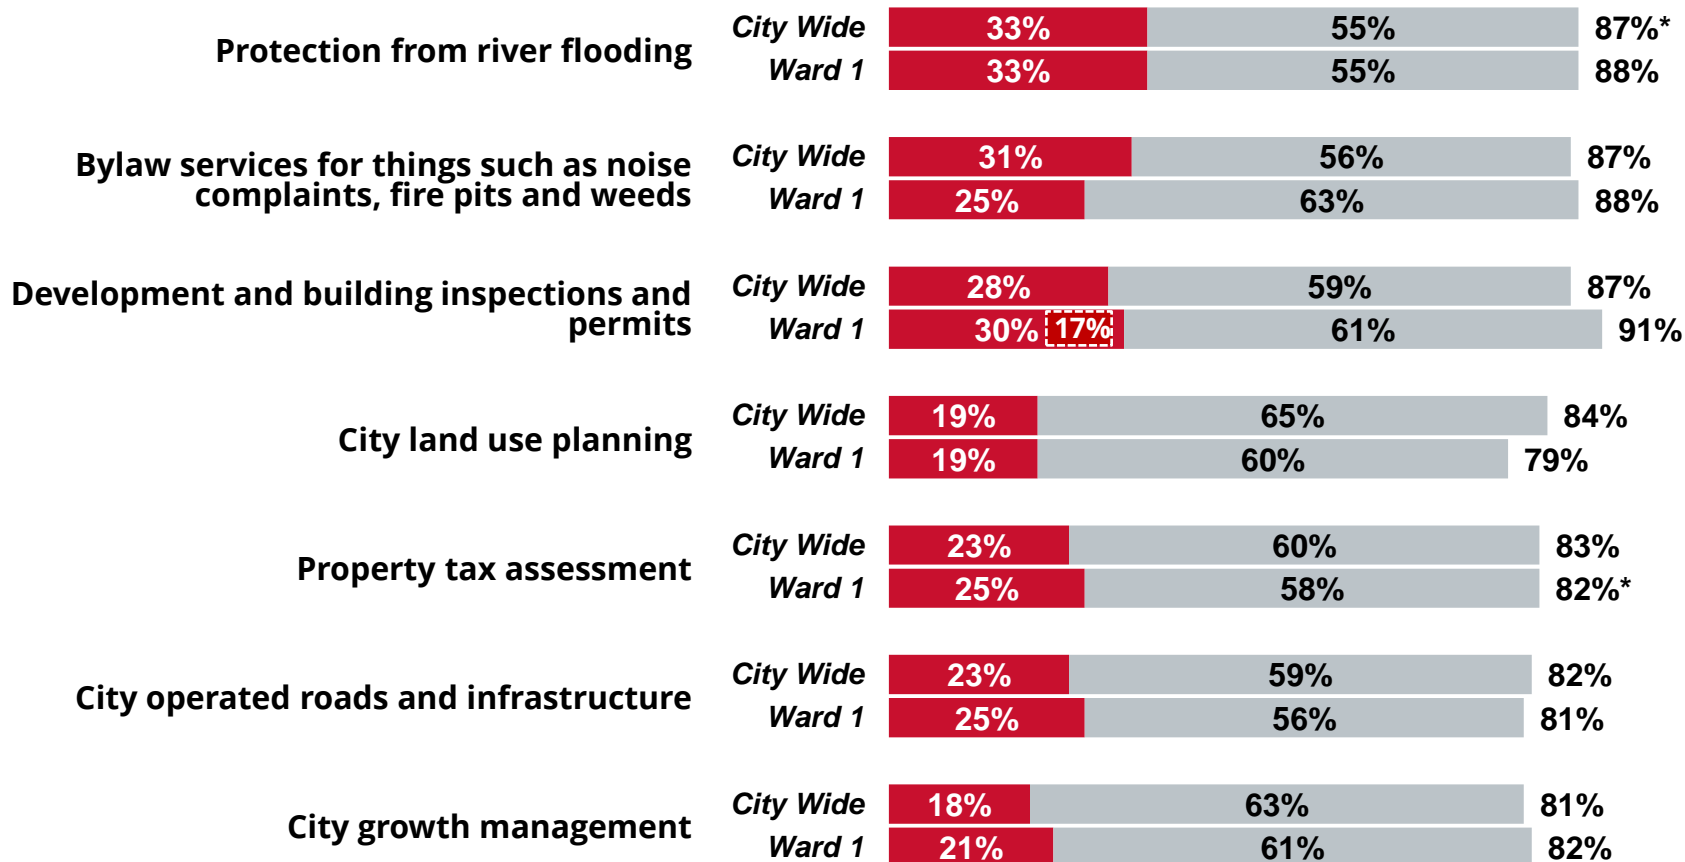 City Wide 33% 55% 87%*
Protection from river flooding
Ward 1 33% 55% 88%
City Wide 31% 56% 87%
Bylaw services for things such as noise
complaints, fire pits and weeds
Ward 1 25% 63% 88%
City Wide 28% 59% 87%
Development and building inspections and
permits
Ward 1 30% 17% 61% 91%
City Wide 19% 65% 84%
City land use planning
Ward 1 19% 60% 79%
City Wide 23% 60% 83%
Property tax assessment
Ward 1 25% 58% 82%*
City Wide 23% 59% 82%
City operated roads and infrastructure
Ward 1 25% 56% 81%
City Wide 18% 63% 81%
City growth management
Ward 1 21% 61% 82%